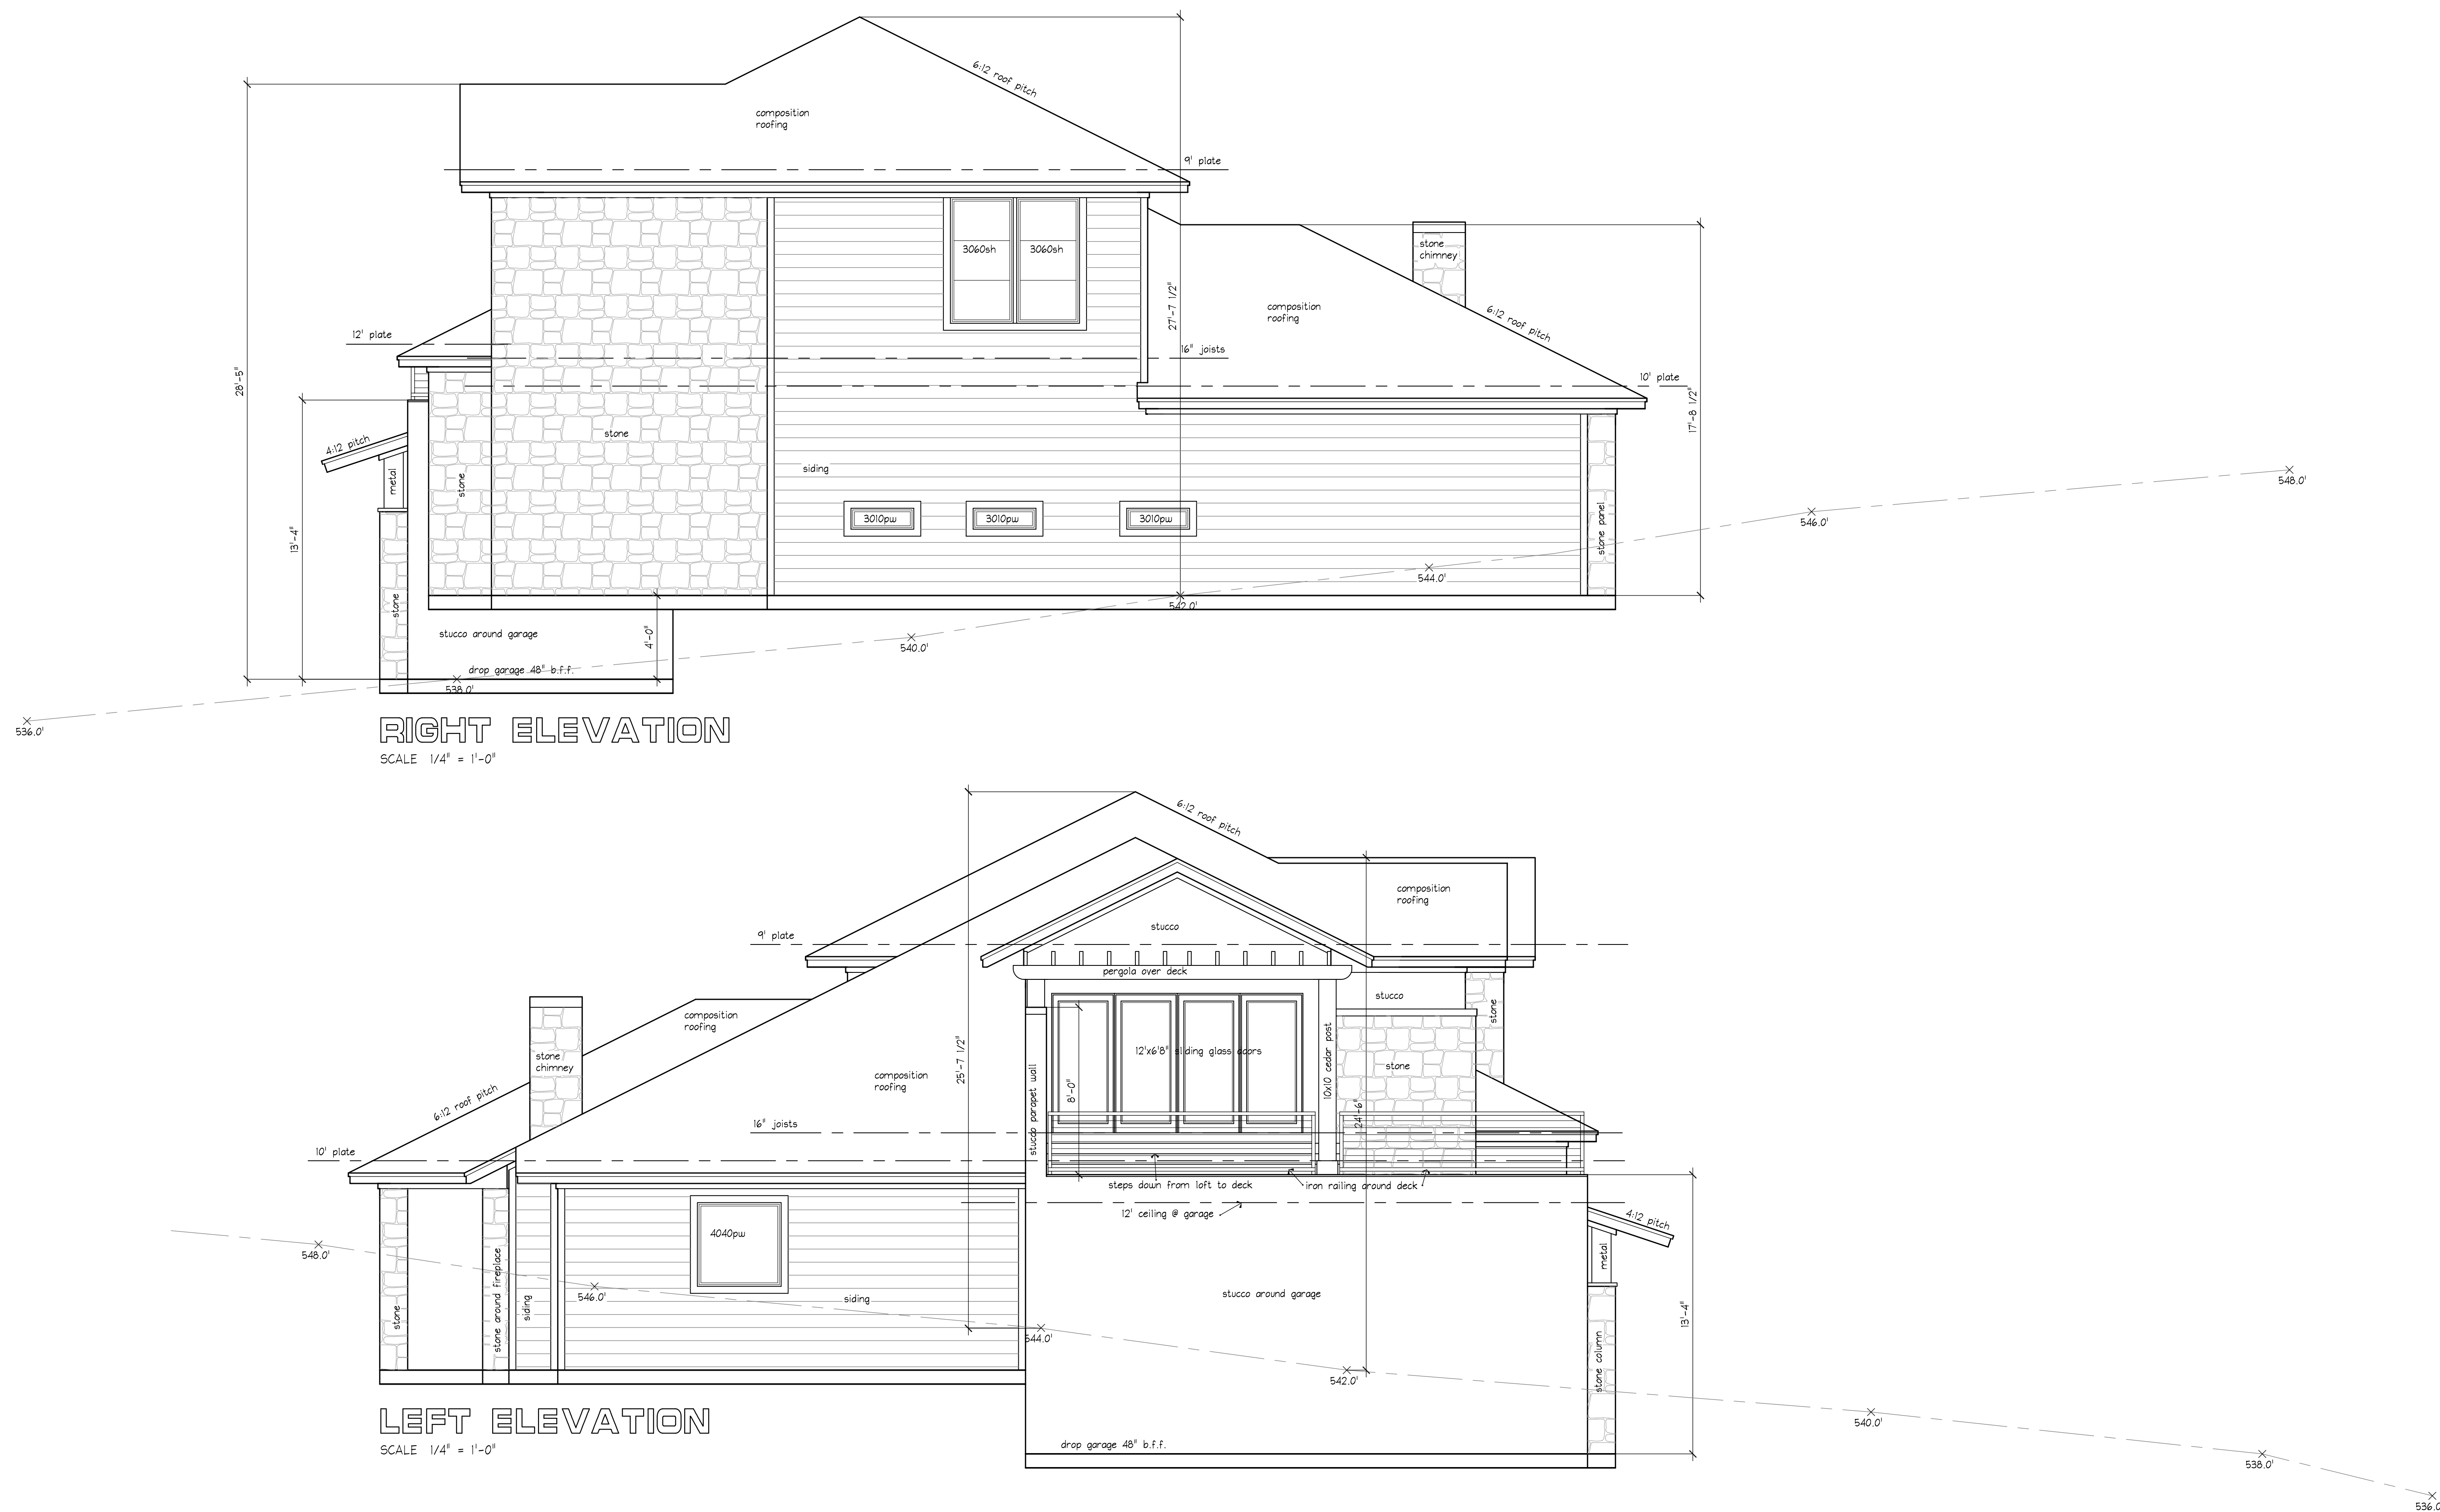 6:12 roof pitch
composition
roofing
9' plate
3060sh
3060sh
stone
chimney
28'-5"
27'-7 1/2"
composition
roofing
6:12 roof pitch
12' plate
16" joists
10' plate
17'-8 1/2"
4:12 pitch
stone
metal
stone
siding
548.0'
13'-4"
3010pw
3010pw
3010pw
stone panel
546.0'
544.0'
stone
542.0'
stucco around garage
4'-0"
540.0'
drop garage 48" b.f.f.
538.0'
536.0'
RIGHT ELEVATION
SCALE 1/4" = 1'-0"
6:12 roof pitch
composition
roofing
stucco
9' plate
pergola over deck
stucco
stone
composition
roofing
stone
chimney
25'-7 1/2"
12'x6'8" sliding glass doors
10x10 cedar post
stone
composition
roofing
8'-0"
stucco parapet wall
6:12 roof pitch
24'-6"
16" joists
10' plate
steps down from loft to deck
iron railing around deck
12' ceiling @ garage
4:12 pitch
4040pw
548.0'
metal
stone around fireplace
546.0'
siding
siding
stone
stucco around garage
13'-4"
544.0'
stone column
542.0'
LEFT ELEVATION
SCALE 1/4" = 1'-0"
540.0'
drop garage 48" b.f.f.
538.0'
536.0